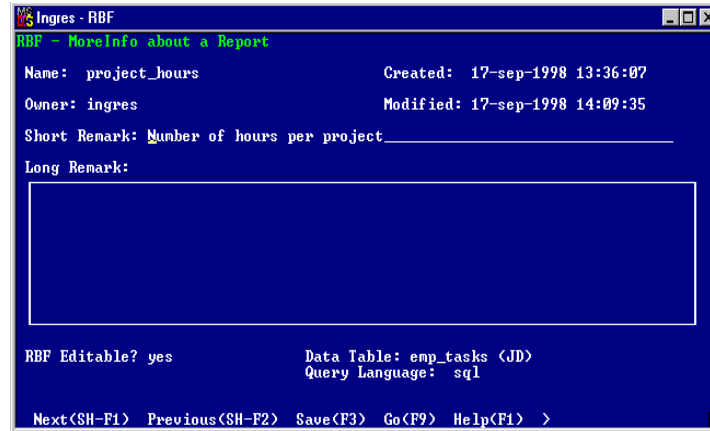 Ingres - RBF
RBF - MoreInfo about a Report
Name: project_hours Created: 17-sep-1998 13:36:07
Owner: ingres Modified: 17-sep-1998 14:09:35
Short Remark: Number of hours per project
Long Remark:
RBF Editable? yes Data Table: emp_tasks (JD)
Query Language: sql
Next(SH-F1) Previous(SH-F2) Save(F3) Go(F9) Help(F1) >